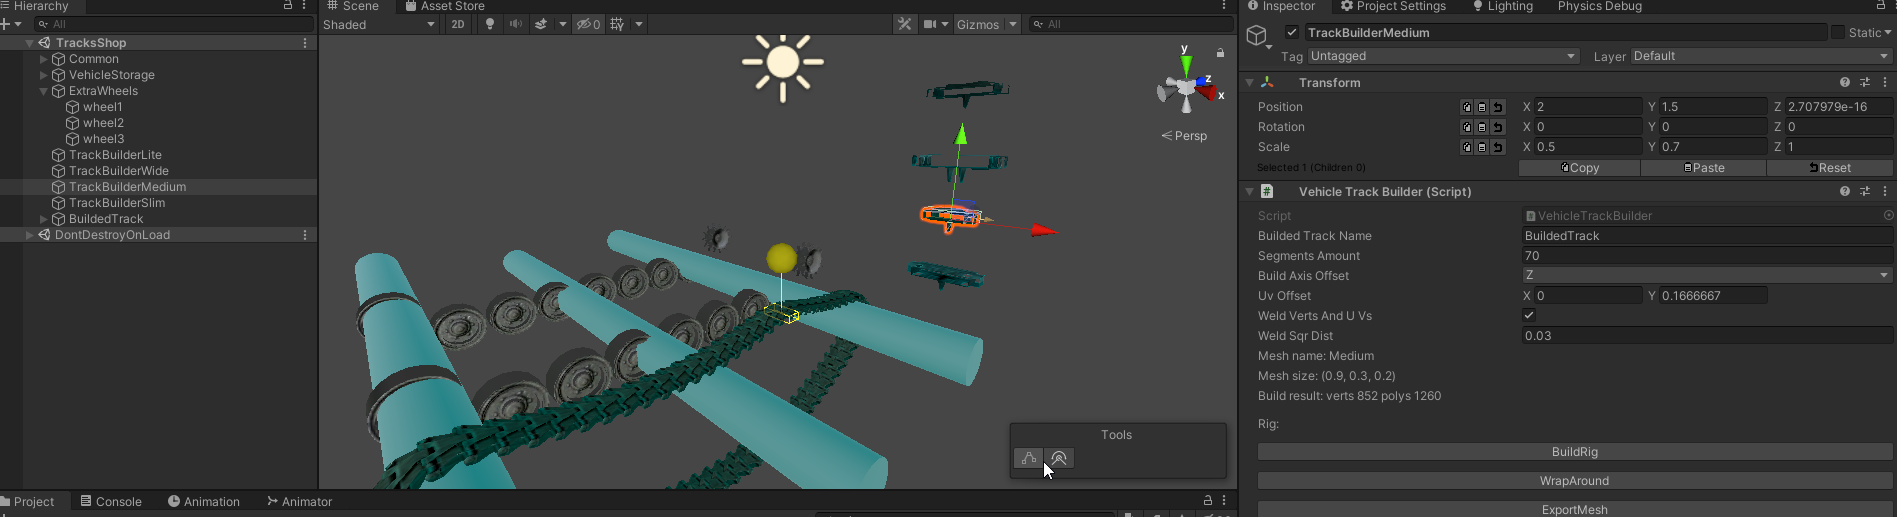 Hierarchy
All
TracksShop
Common
VehicleStorage
ExtraWheels
wheel1
wheel2
wheel3
TrackBuilderLite
TrackBuilderWide
TrackBuilderMedium
TrackBuilderSlim
BuildedTrack
DontDestroyOnLoad
Scene Asset Store
Shaded 2D 0 Gizmos All
y
z
x
Persp
Tools
Project Console Animation Animator
Inspector Project Settings Lighting Physics Debug
TrackBuilderMedium Static
Tag Untagged Layer Default
Transform
Position X 2 Y 1.5 Z 2.707979e-16
Rotation X 0 Y 0 Z 0
Scale X 0.5 Y 0.7 Z 1
Selected 1 (Children 0) Copy Paste Reset
# Vehicle Track Builder (Script)
Script VehicleTrackBuilder
Builded Track Name BuildedTrack
Segments Amount 70
Build Axis Offset Z
Uv Offset X 0 Y 0.1666667
Weld Verts And U Vs
Weld Sqr Dist 0.03
Mesh name: Medium
Mesh size: (0.9, 0.3, 0.2)
Build result: verts 852 polys 1260
Rig:
BuildRig
WrapAround
ExportMesh